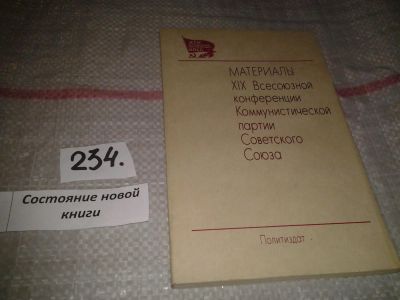 МАТЕРИАЛЫ
XIX Всесоюзной
конференции
Коммунистической
партии
Советского
Союза
Политиздат
234.
Состояние новой
книги